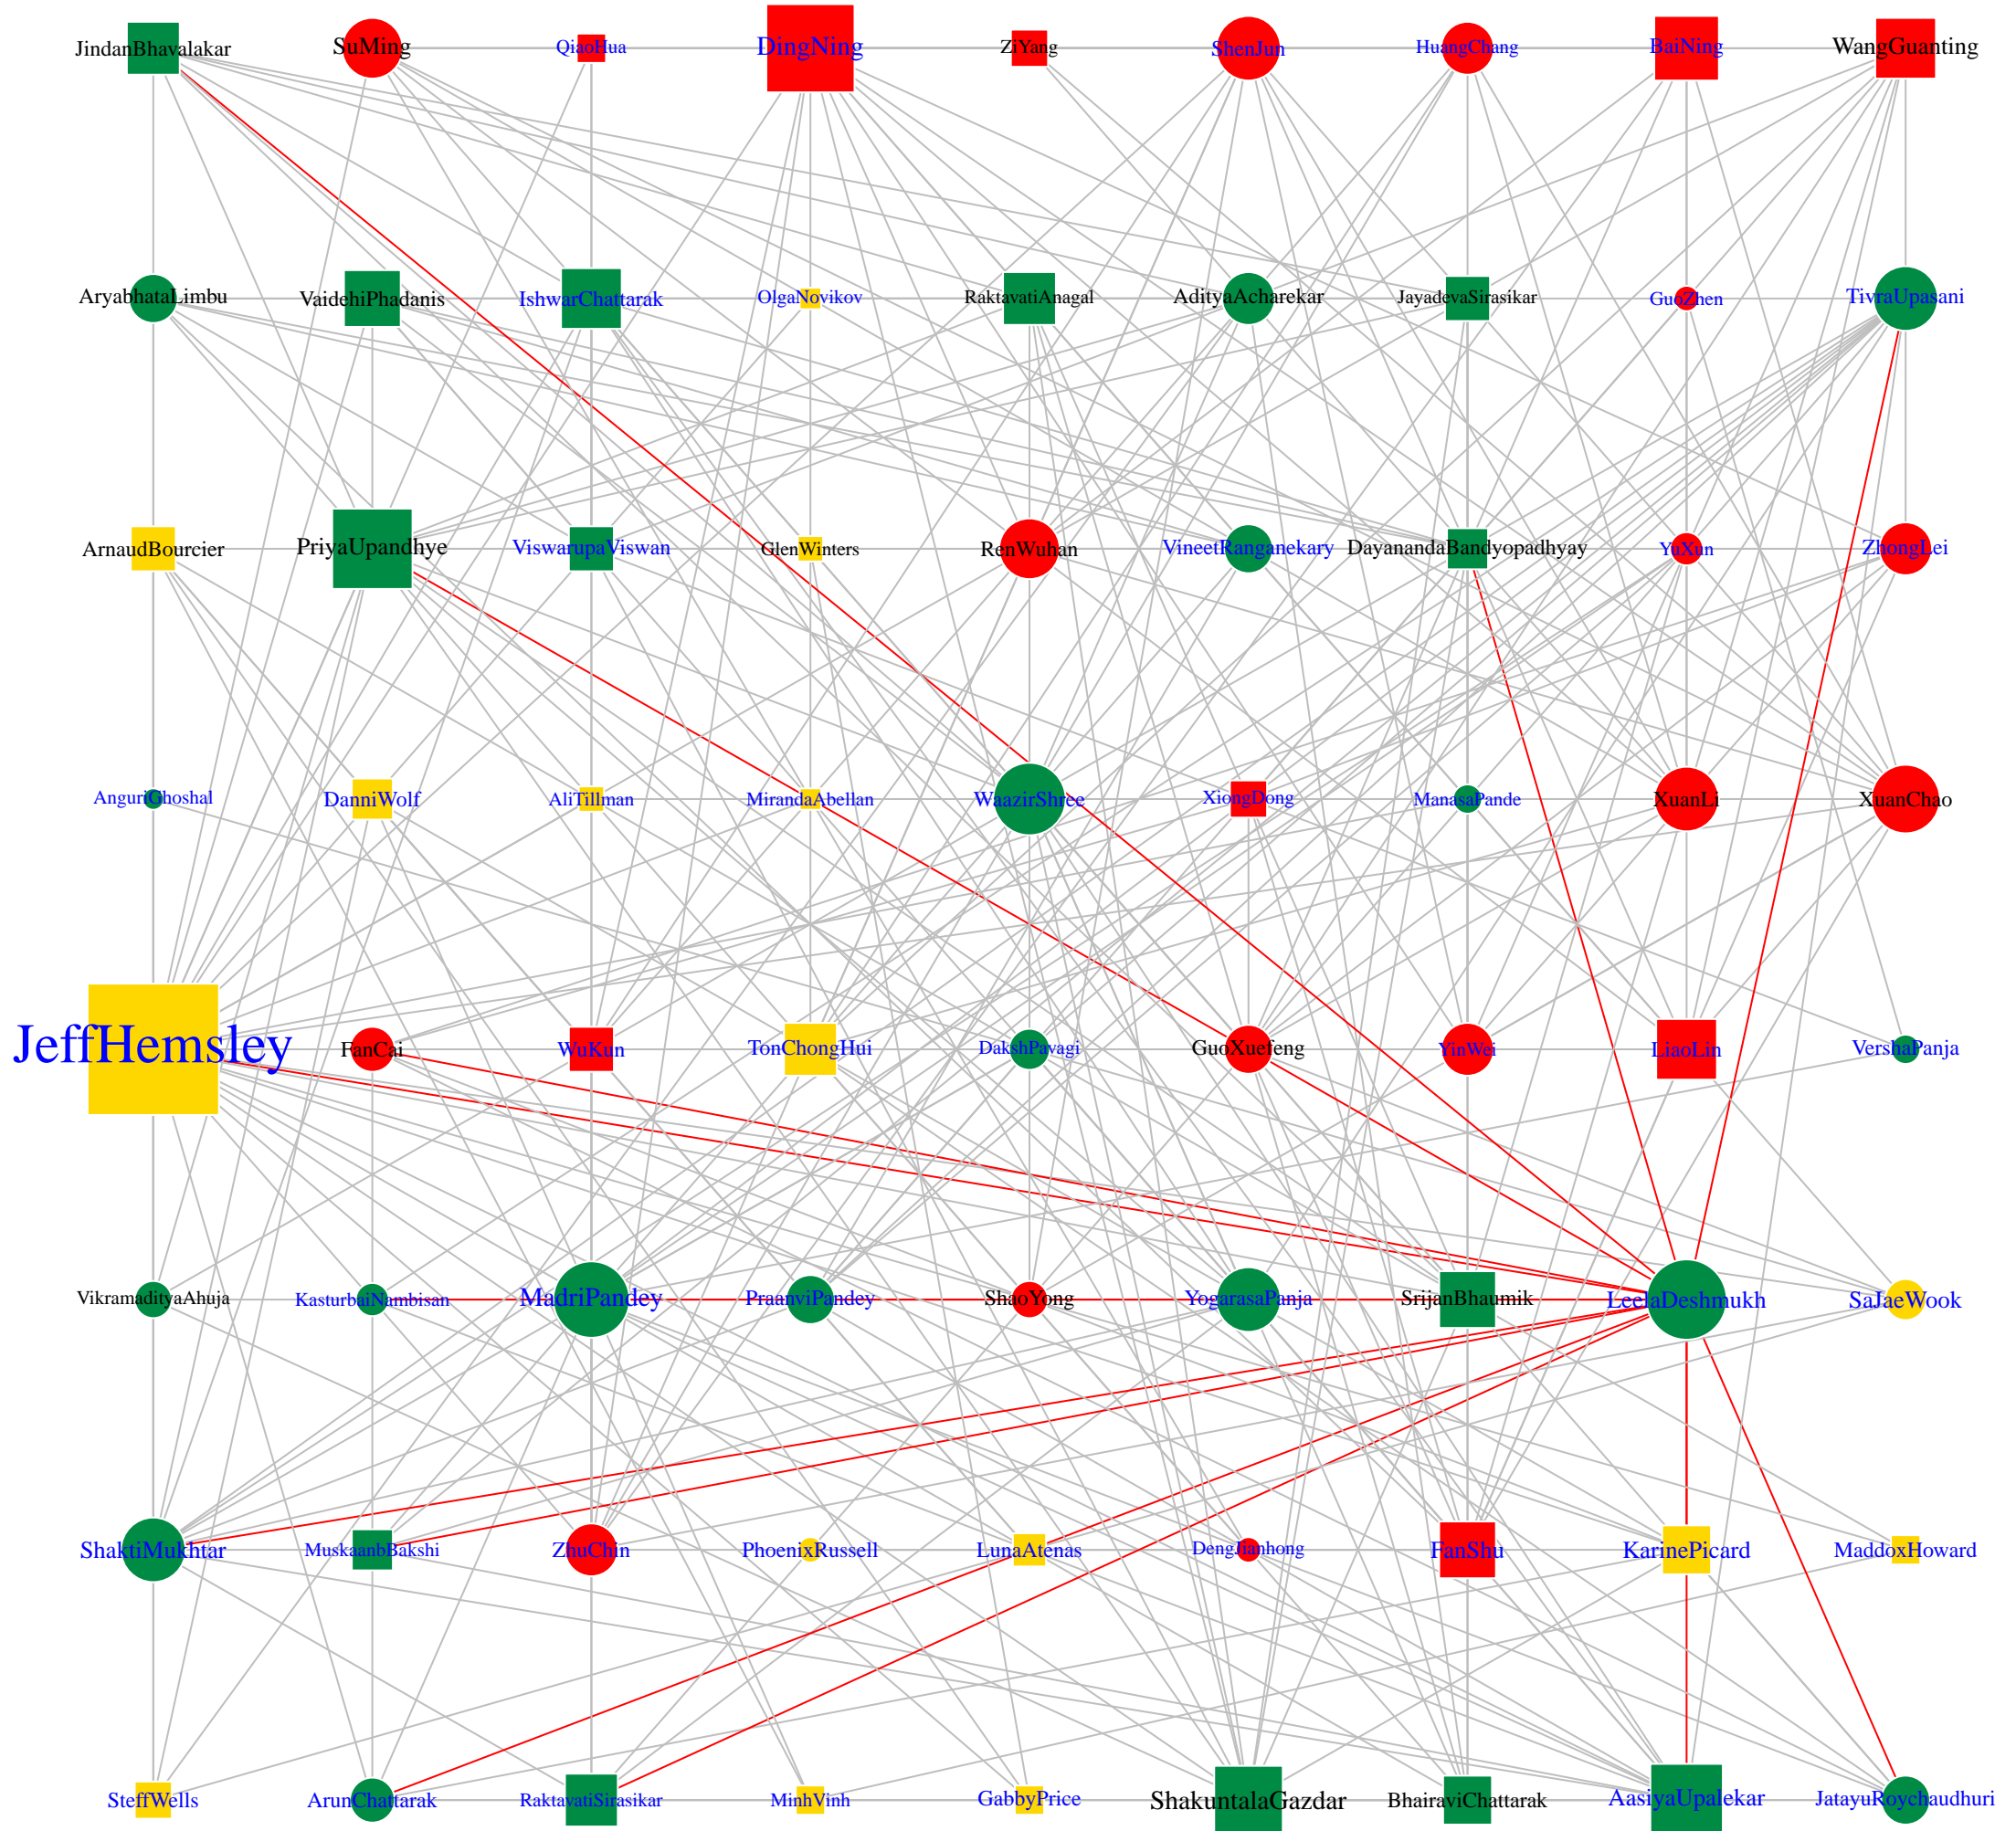 JindanBhavalakar
SuMing
QiaoHua
DingNing
ZiYang
ShenJun
HuangChang
BaiNing
WangGuanting
AryabhataLimbu
VaidehiPhadanis
IshwarChattarak
OlgaNovikov
RaktavatiAnagal
AdityaAcharekar
JayadevaSirasikar
GuoZhen
TivraUpasani
ArnaudBourcier
PriyaUpandhye
ViswarupaViswan
GlenWinters
RenWuhan
VineetRanganekary
DayanandaBandyopadhyay
YuXun
ZhongLei
AnguriGhoshal
DanniWolf
AliTillman
MirandaAbellan
WaazirShree
XiongDong
ManasaPande
XuanLi
XuanChao
JeffHemsley
FanCai
WuKun
TonChongHui
DakshPavagi
GuoXuefeng
YinWei
LiaoLin
VershaPanja
VikramadityaAhuja
KasturbaiNambisan
MadriPandey
PraanviPandey
ShaoYong
YogarasaPanja
SrijanBhaumik
LeelaDeshmukh
SaJaeWook
ShaktiMukhtar
MuskaanbBakshi
ZhuChin
PhoenixRussell
LunaAtenas
DengJianhong
FanShu
KarinePicard
MaddoxHoward
SteffWells
ArunChattarak
RaktavatiSirasikar
MinhVinh
GabbyPrice
ShakuntalaGazdar
BhairaviChattarak
AasiyaUpalekar
JatayuRoychaudhuri